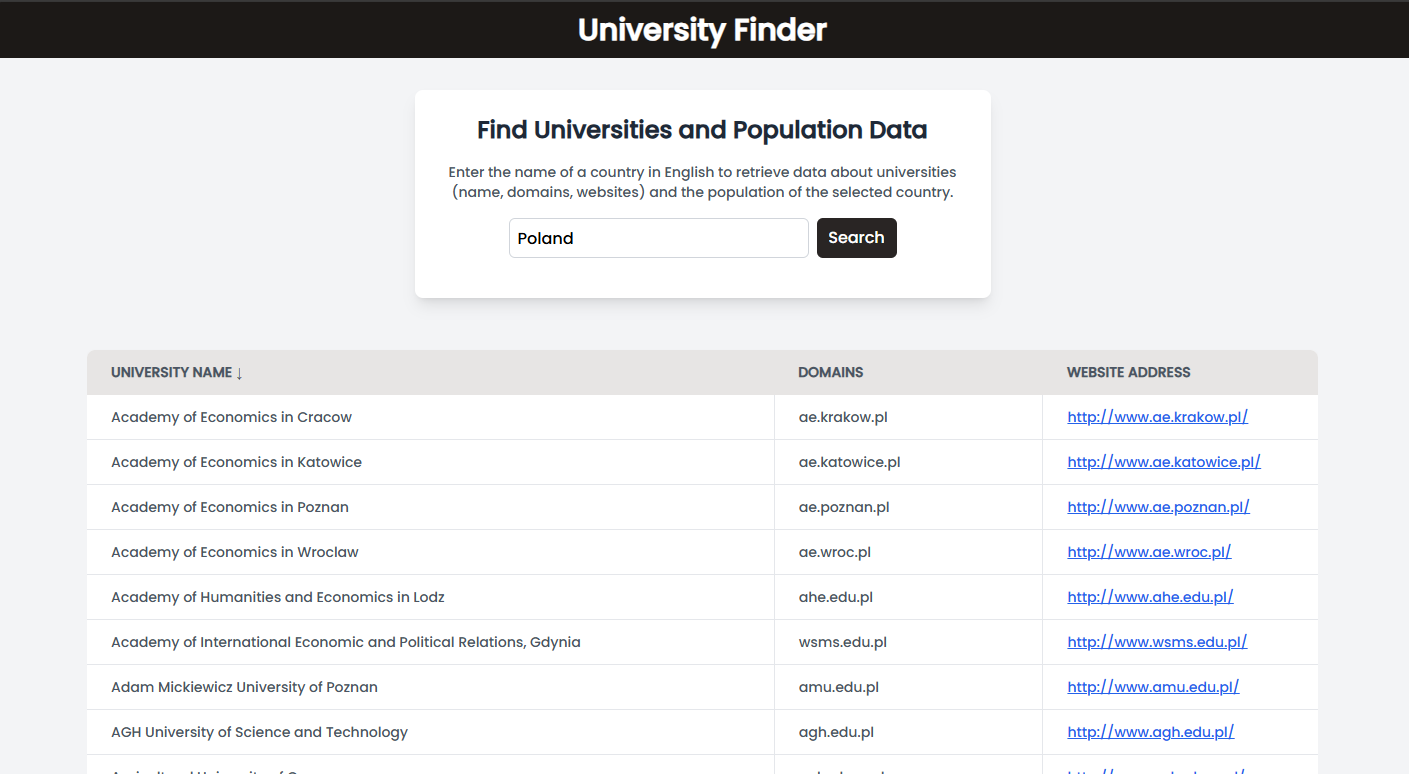 University Finder
Find Universities and Population Data
Enter the name of a country in English to retrieve data about universities
(name, domains, websites) and the population of the selected country.
Poland Search
UNIVERSITY NAME ↓ DOMAINS WEBSITE ADDRESS
Academy of Economics in Cracow ae.krakow.pl http://www.ae.krakow.pl/
Academy of Economics in Katowice ae.katowice.pl http://www.ae.katowice.pl/
Academy of Economics in Poznan ae.poznan.pl http://www.ae.poznan.pl/
Academy of Economics in Wroclaw ae.wroc.pl http://www.ae.wroc.pl/
Academy of Humanities and Economics in Lodz ahe.edu.pl http://www.ahe.edu.pl/
Academy of International Economic and Political Relations, Gdynia wsms.edu.pl http://www.wsms.edu.pl/
Adam Mickiewicz University of Poznan amu.edu.pl http://www.amu.edu.pl/
AGH University of Science and Technology agh.edu.pl http://www.agh.edu.pl/